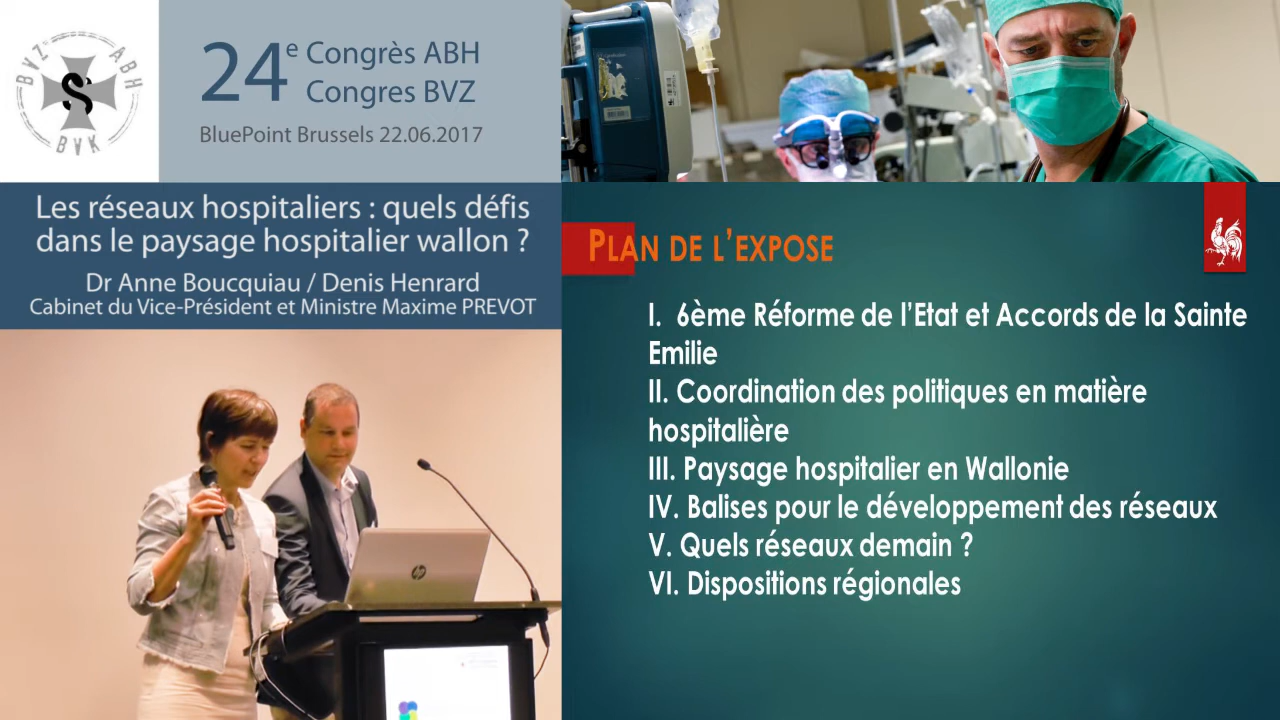 BVZ ABH
S
BVK
24e Congrès ABH
Congres BVZ
BluePoint Brussels 22.06.2017
Les réseaux hospitaliers : quels défis
dans le paysage hospitalier wallon ?
Dr Anne Boucquiau / Denis Henrard
Cabinet du Vice-Président et Ministre Maxime PREVOT
PLAN DE L'EXPOSE
I. 6ème Réforme de l'Etat et Accords de la Sainte
Emilie
II. Coordination des politiques en matière
hospitalière
III. Paysage hospitalier en Wallonie
IV. Balises pour le développement des réseaux
V. Quels réseaux demain ?
VI. Dispositions régionales
hp